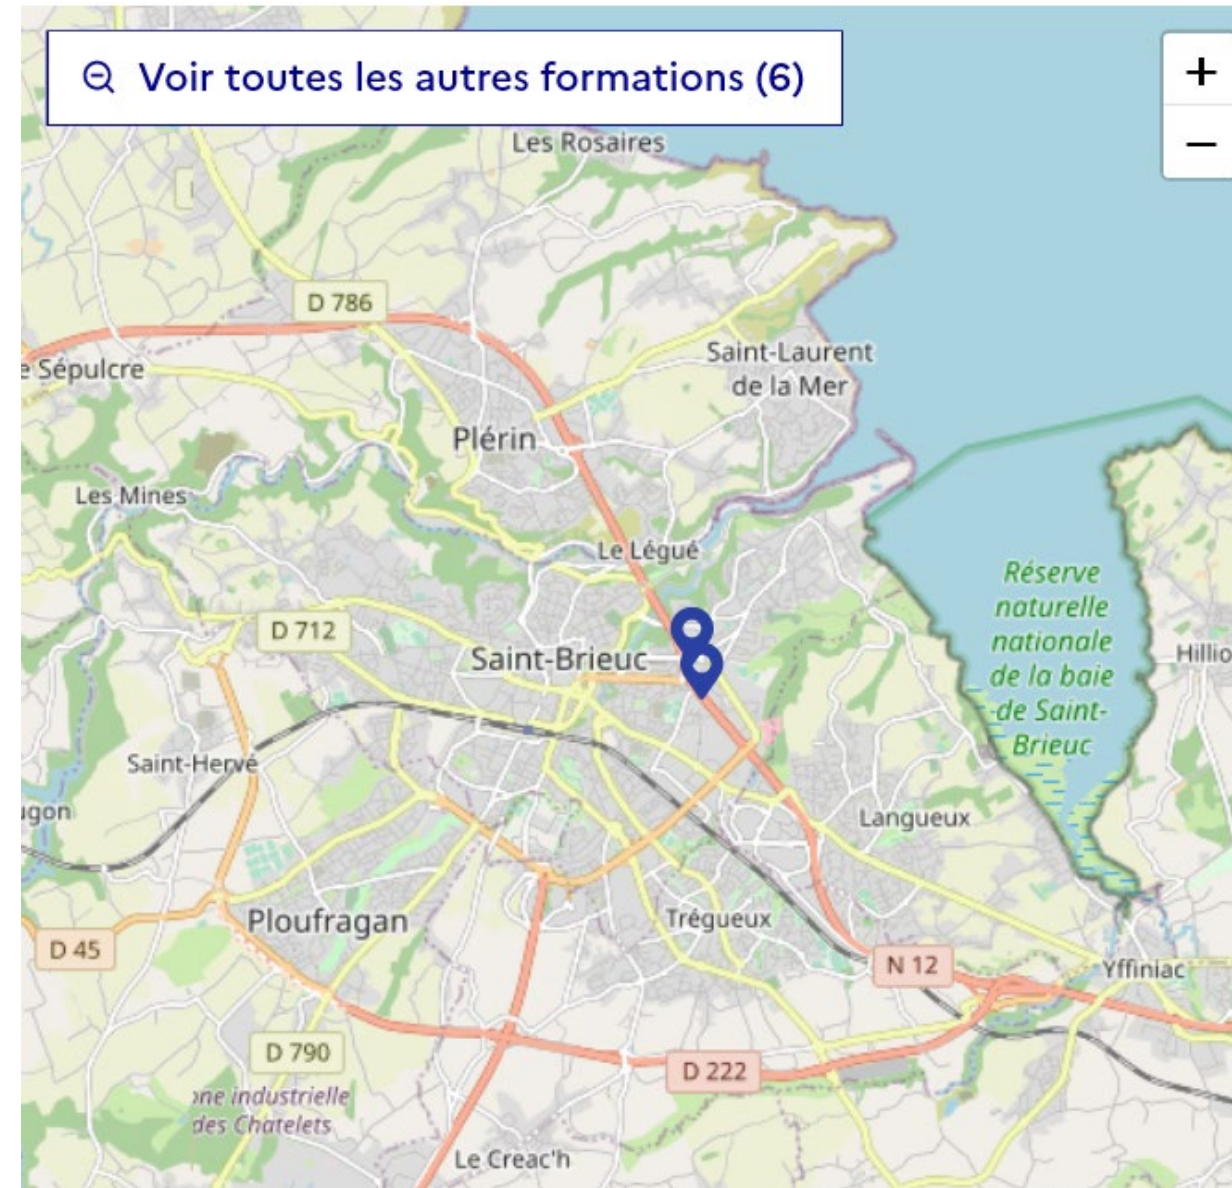 Voir toutes les autres formations (6)
+
−
Les Rosaires
D 786
Saint-Laurent
de la Mer
e Sépulcre
Plérin
Les Mines
Le Légué
Réserve
naturelle
nationale
de la baie
de Saint-
Brieuc
D 712
Saint-Brieuc
Hillio
Saint-Hervé
ugon
Langueux
Ploufragan
Trégueux
D 45
N 12
Yffiniac
D 790
D 222
ne industrielle
des Chatelets
Le Creac'h